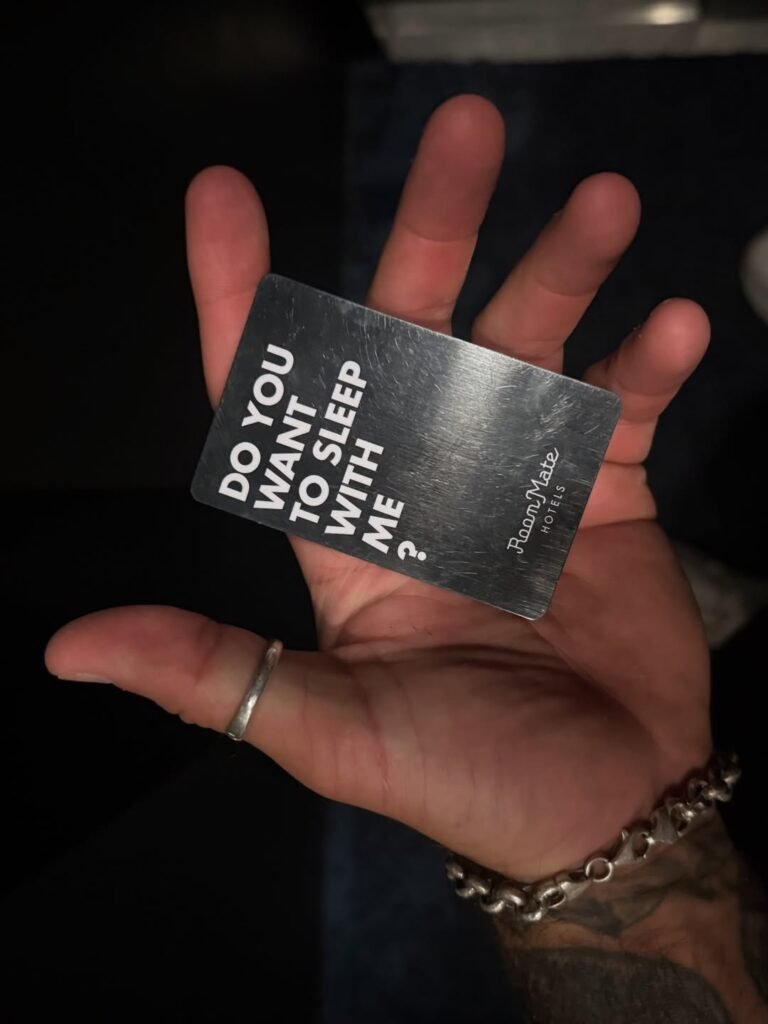 DO YOU
WANT
TO SLEEP
WITH
ME
?
Room Mate
HOTELS